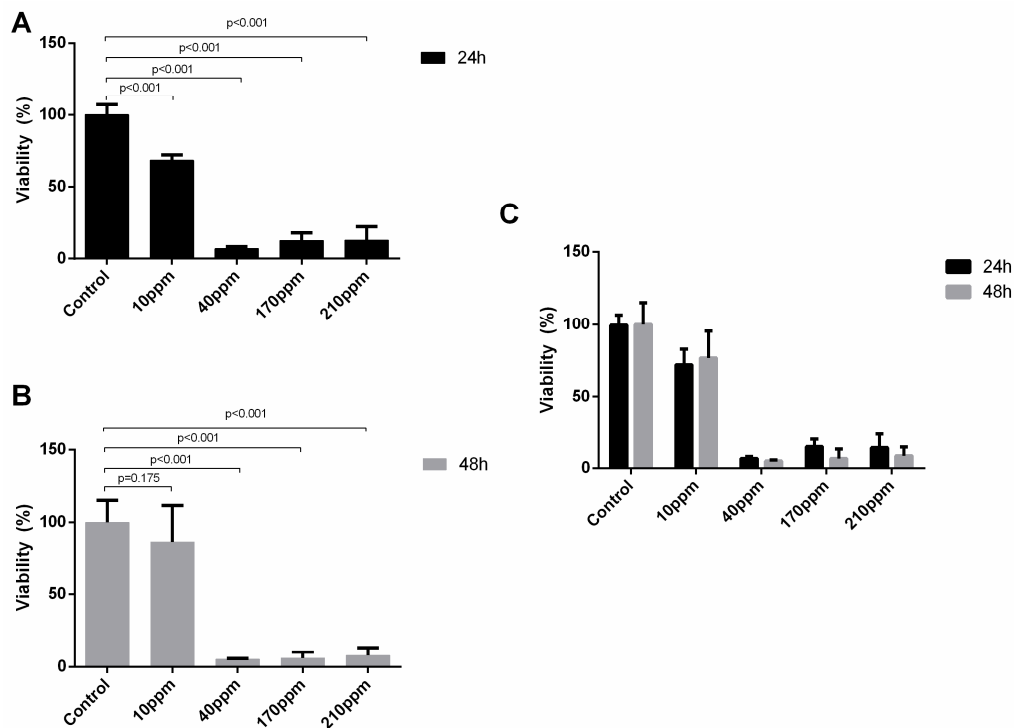 A
p<0.001
p<0.001
p<0.001
p<0.001
150
100
50
0
Viability (%)
24h
Control
10ppm
40ppm
170ppm
210ppm
B
p<0.001
p<0.001
p<0.001
p=0.175
150
100
50
0
Viability (%)
48h
Control
10ppm
40ppm
170ppm
210ppm
C
150
100
50
0
Viability (%)
24h
48h
Control
10ppm
40ppm
170ppm
210ppm